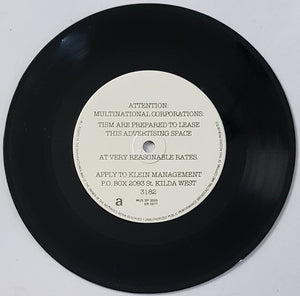 ATTENTION:
MULTINATIONAL CORPORATIONS:
TISM ARE PREPARED TO LEASE
THIS ADVERTISING SPACE
AT VERY REASONABLE RATES.
APPLY TO KLEIN MANAGEMENT
P.O. BOX 2093 St. KILDA WEST
3182
a